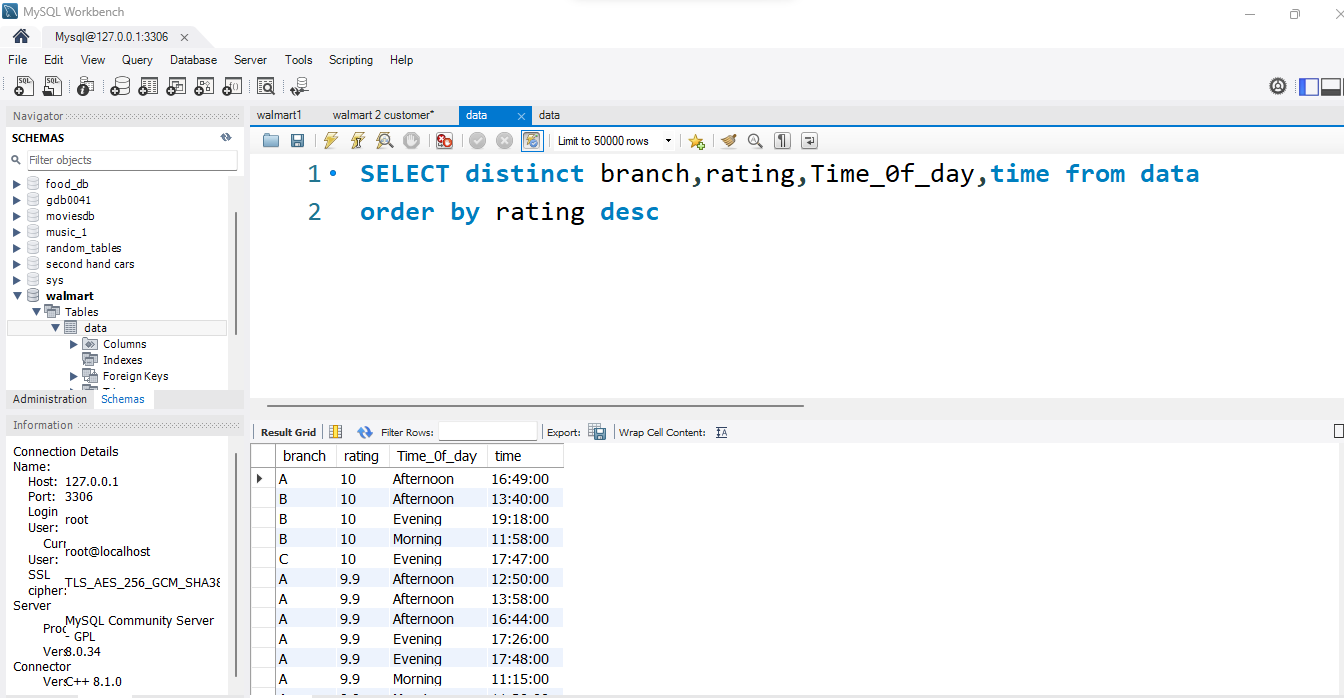 MySQL Workbench
Mysql@127.0.0.1:3306
File Edit View Query Database Server Tools Scripting Help
Navigator
SCHEMAS
Filter objects
food_db
gdb0041
moviesdb
music_1
random_tables
second hand cars
sys
walmart
Tables
data
Columns
Indexes
Foreign Keys
Administration Schemas
Information
Connection Details
Name:
Host: 127.0.0.1
Port: 3306
Login
User: root
Curr
User: root@localhost
SSL
cipher: TLS_AES_256_GCM_SHA38
Server
Prod MySQL Community Server
- GPL
Vers 8.0.34
Connector
Vers C++ 8.1.0
walmart1 walmart 2 customer* data data
Limit to 50000 rows
1 SELECT distinct branch,rating,Time_0f_day,time from data
2 order by rating desc
Result Grid Filter Rows: Export: Wrap Cell Content:
branch rating Time_0f_day time
A 10 Afternoon 16:49:00
B 10 Afternoon 13:40:00
B 10 Evening 19:18:00
B 10 Morning 11:58:00
C 10 Evening 17:47:00
A 9.9 Afternoon 12:50:00
A 9.9 Afternoon 13:58:00
A 9.9 Afternoon 16:44:00
A 9.9 Evening 17:26:00
A 9.9 Evening 17:48:00
A 9.9 Morning 11:15:00